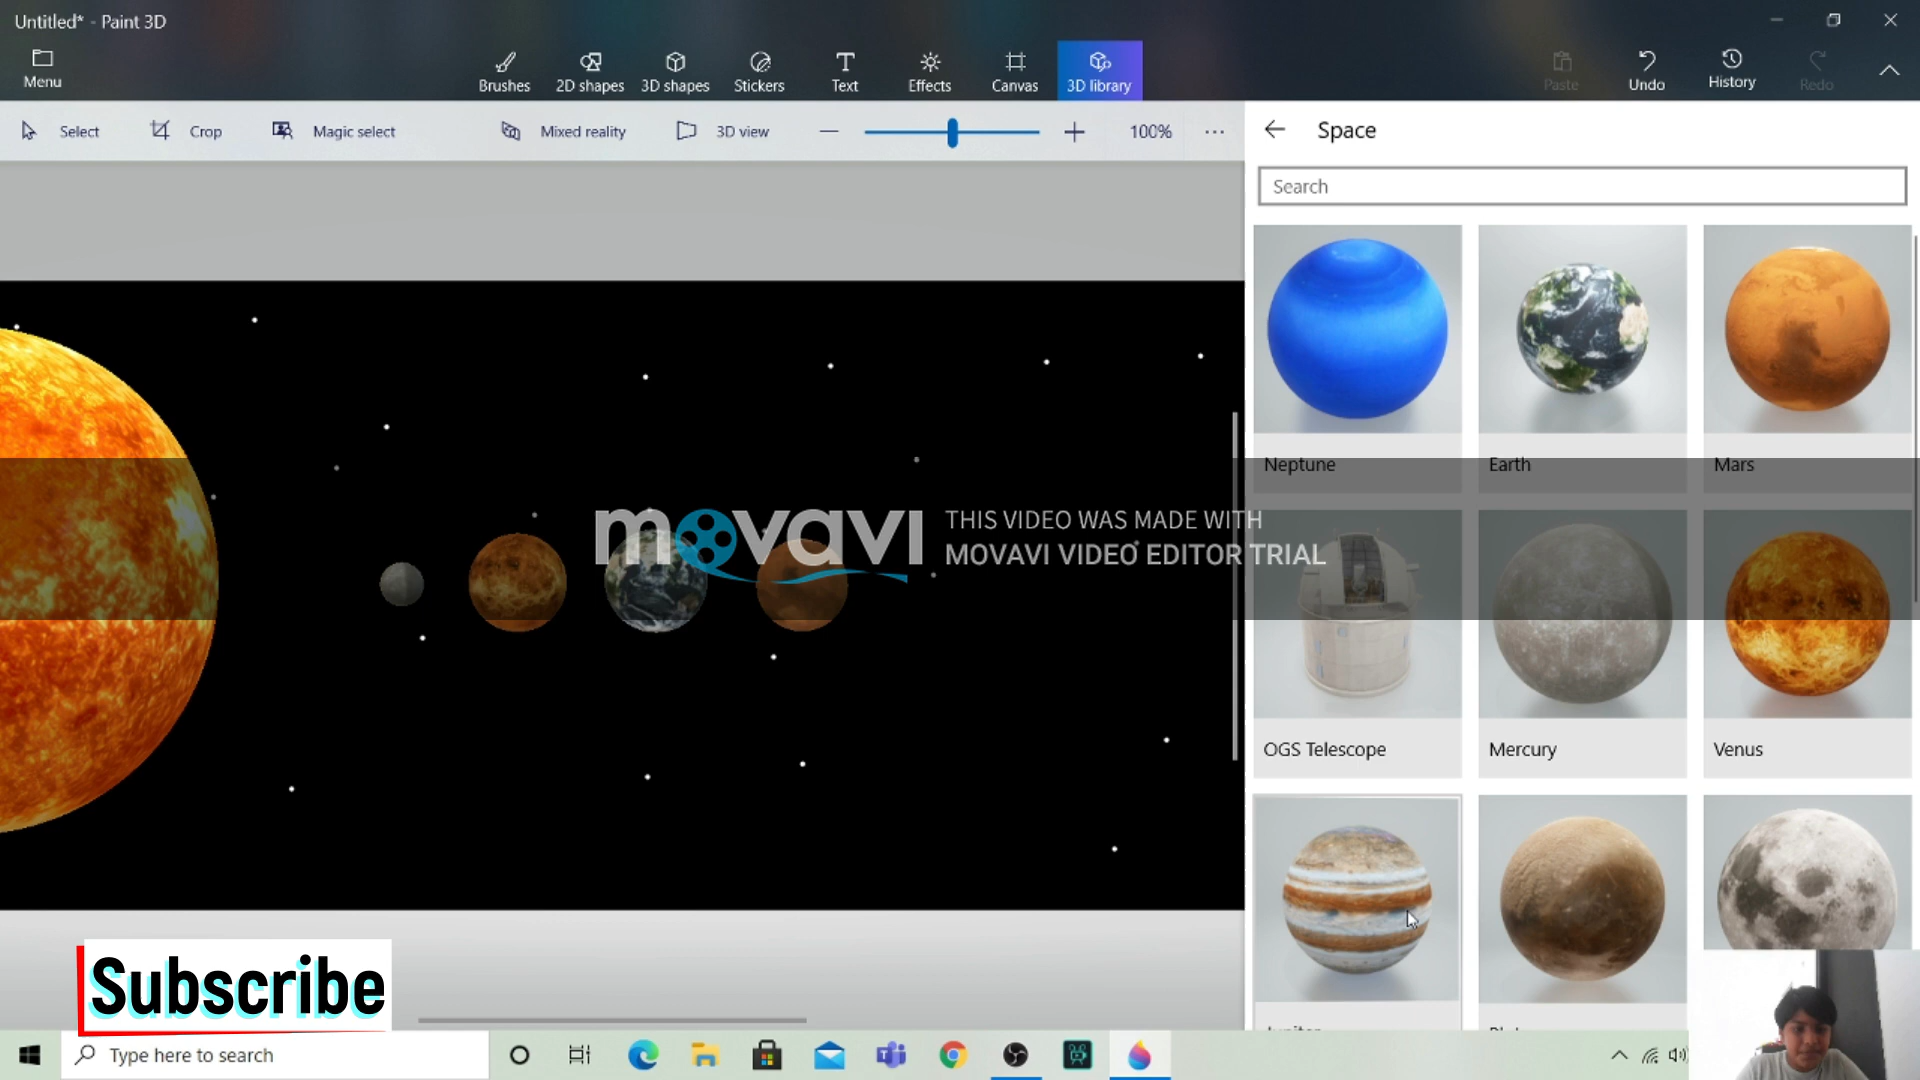 Untitled* - Paint 3D
Menu
Brushes
2D shapes
3D shapes
Stickers
Text
Effects
Canvas
3D library
Paste
Undo
History
Redo
Select
Crop
Magic select
Mixed reality
3D view
100%
Space
Search
Neptune
Earth
Mars
movavi
THIS VIDEO WAS MADE WITH
MOVAVI VIDEO EDITOR TRIAL
OGS Telescope
Mercury
Venus
Subscribe
Type here to search